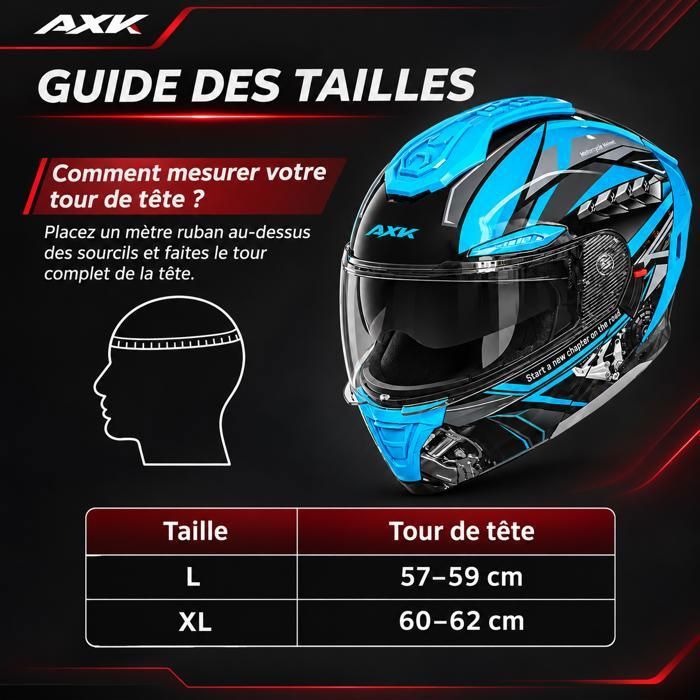 AXK
GUIDE DES TAILLES
Comment mesurer votre
tour de tête ?
Placez un mètre ruban au-dessus
des sourcils et faites le tour
complet de la tête.
Motorcycle Helmet
AXK
Start a new chapter on the road
Taille Tour de tête
L 57–59 cm
XL 60–62 cm